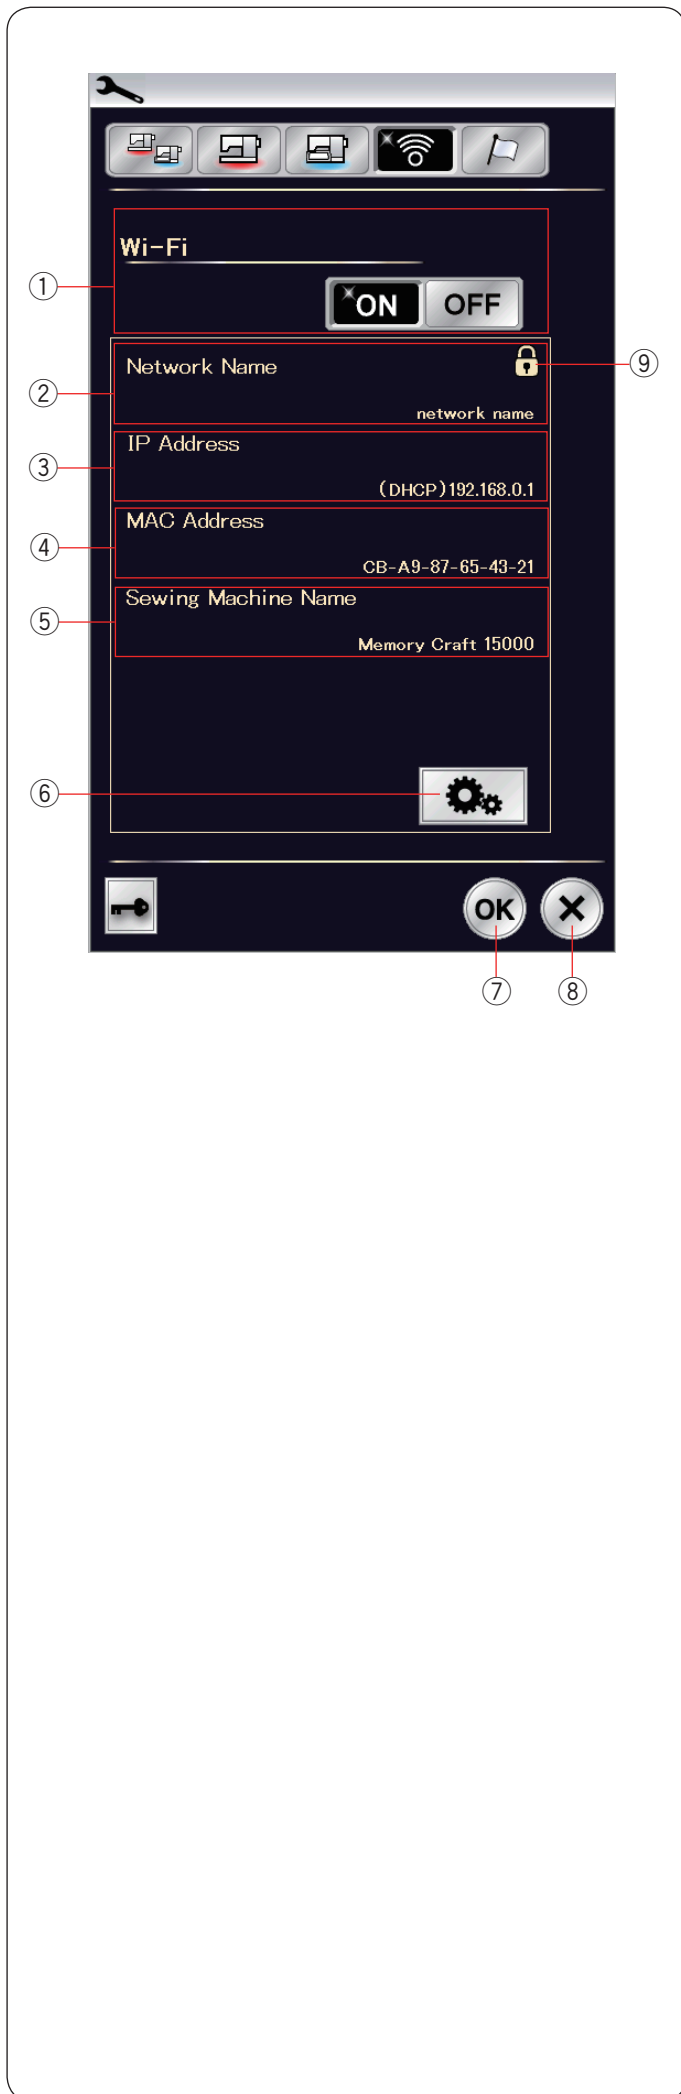 Wi-Fi
① ON OFF
Network Name ⑨
②
network name
IP Address
③
(DHCP)192.168.0.1
MAC Address
④
CB-A9-87-65-43-21
Sewing Machine Name
⑤
Memory Craft 15000
⑥
OK
⑦ ⑧